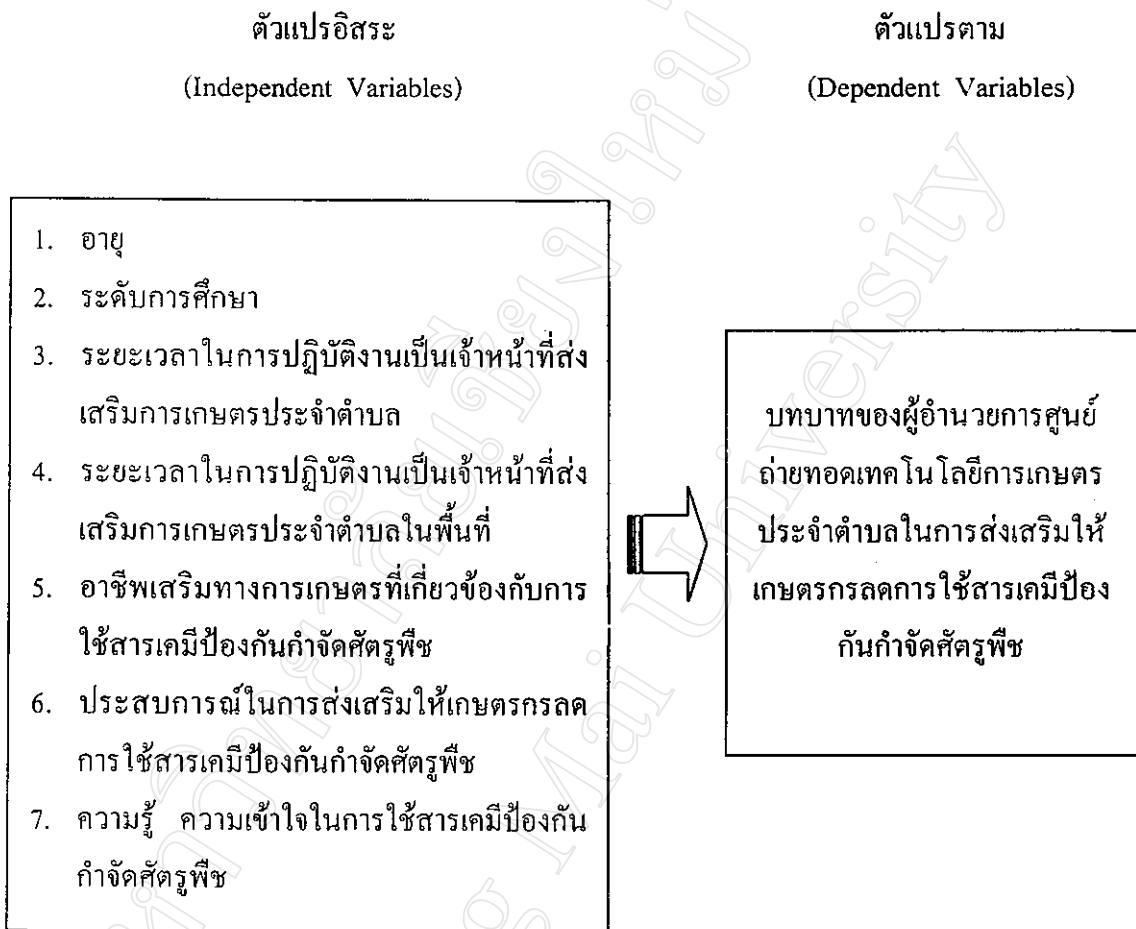 ตัวแปรอิสระ
(Independent Variables)
ตัวแปรตาม
(Dependent Variables)
1. อายุ
2. ระดับการศึกษา
3. ระยะเวลาในการปฏิบัติงานเป็นเจ้าหน้าที่ส่ง
เสริมการเกษตรประจำตำบล
4. ระยะเวลาในการปฏิบัติงานเป็นเจ้าหน้าที่ส่ง
เสริมการเกษตรประจำตำบลในพื้นที่
5. อาชีพเสริมทางการเกษตรที่เกี่ยวข้องกับการ
ใช้สารเคมีป้องกันกำจัดศัตรูพืช
6. ประสบการณ์ในการส่งเสริมให้เกษตรกรลด
การใช้สารเคมีป้องกันกำจัดศัตรูพืช
7. ความรู้ ความเข้าใจในการใช้สารเคมีป้องกัน
กำจัดศัตรูพืช
บทบาทของผู้อำนวยการศูนย์
ถ่ายทอดเทคโนโลยีการเกษตร
ประจำตำบลในการส่งเสริมให้
เกษตรกรลดการใช้สารเคมีป้อง
กันกำจัดศัตรูพืช
Mai University